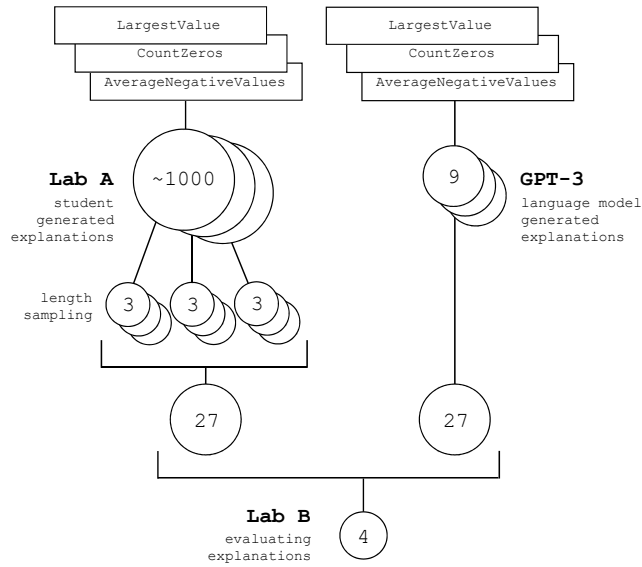 LargestValue
CountZeros
AverageNegativeValues
LargestValue
CountZeros
AverageNegativeValues
Lab A
student
generated
explanations
~1000
9
GPT-3
language model
generated
explanations
length
sampling
3
3
3
27
27
Lab B
evaluating
explanations
4